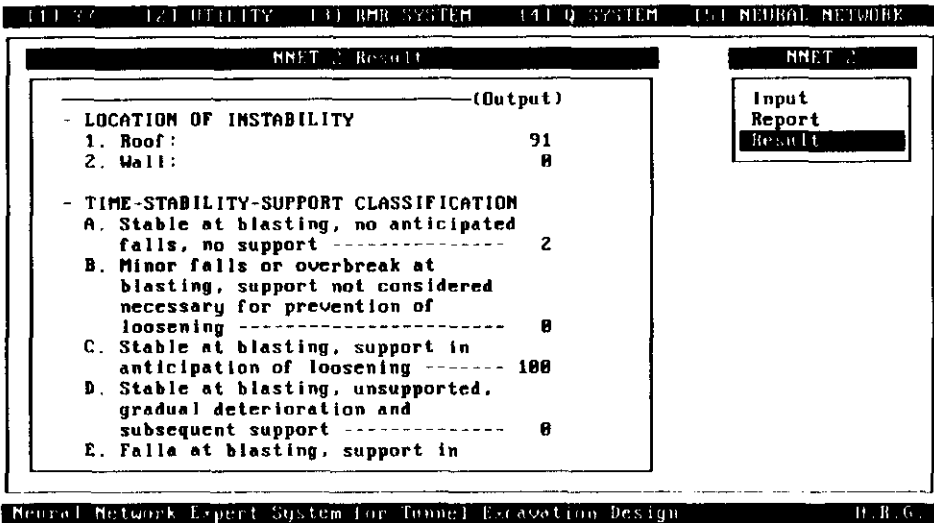 [2] UTILITY [3] RMR SYSTEM [4] Q SYSTEM [5] NEURAL NETWORK
NNET 2 Result
NNET 2
(Output)
- LOCATION OF INSTABILITY
1. Roof: 91
2. Wall: 0
- TIME-STABILITY-SUPPORT CLASSIFICATION
A. Stable at blasting, no anticipated
falls, no support --------------- 2
B. Minor falls or overbreak at
blasting, support not considered
necessary for prevention of
loosening ----------------------- 0
C. Stable at blasting, support in
anticipation of loosening ------- 100
D. Stable at blasting, unsupported,
gradual deterioration and
subsequent support -------------- 0
E. Falla at blasting, support in
Input
Report
Result
Neural Network Expert System for Tunnel Excavation Design